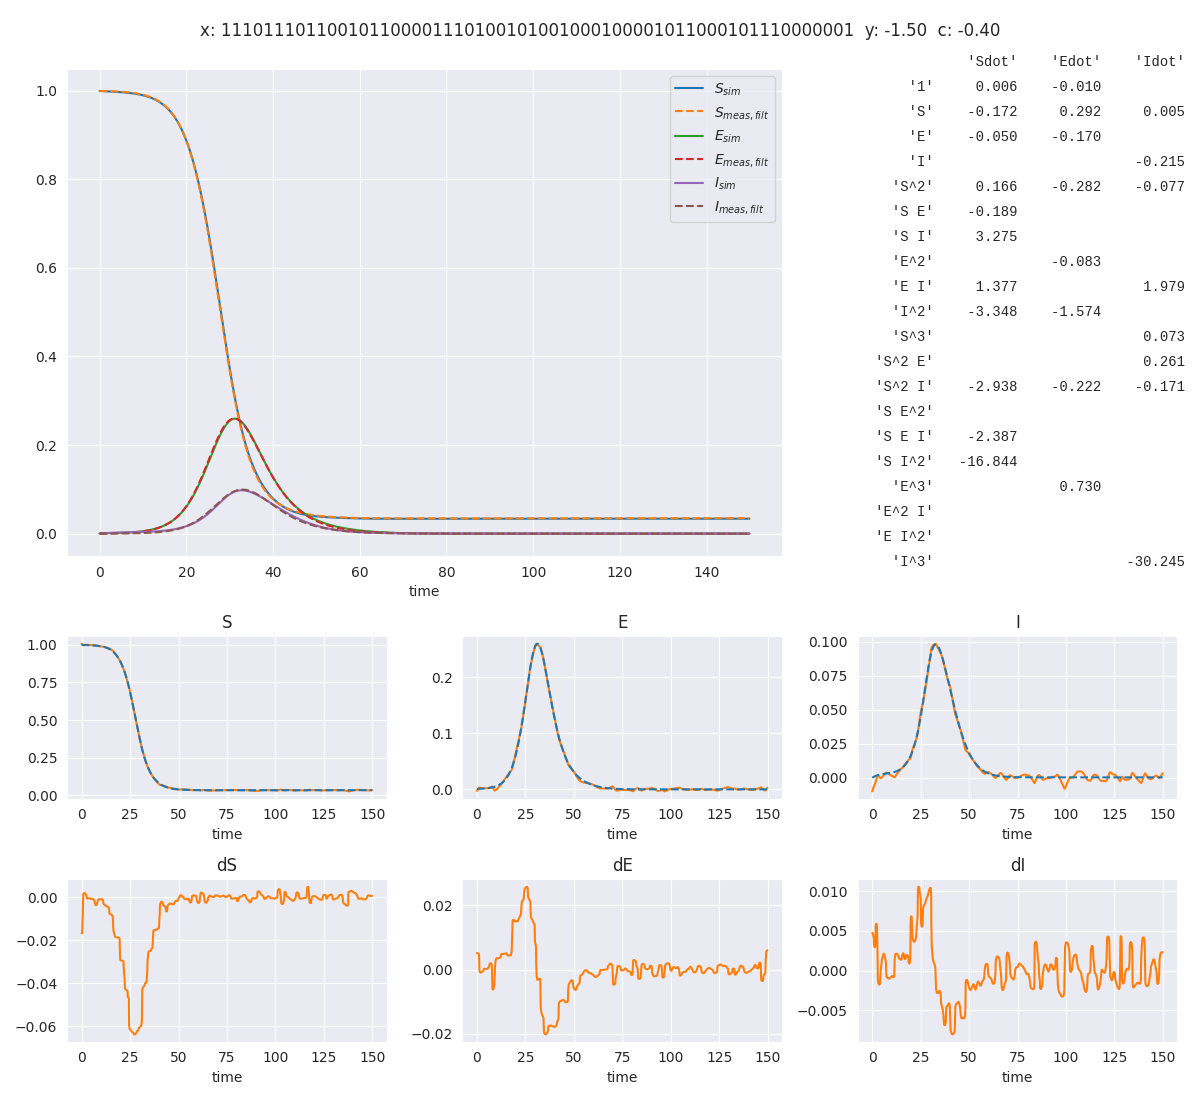 x: 111011101100101100001110100101001000100001011000101110000001  y: -1.50  c: -0.40
1.0
0.8
0.6
0.4
0.2
0.0
0 20 40 60 80 100 120 140
time
S_sim
S_meas,filt
E_sim
E_meas,filt
I_sim
I_meas,filt
'Sdot' 'Edot' 'Idot'
'1' 0.006 -0.010
'S' -0.172 0.292 0.005
'E' -0.050 -0.170
'I' -0.215
'S^2' 0.166 -0.282 -0.077
'S E' -0.189
'S I' 3.275
'E^2' -0.083
'E I' 1.377 1.979
'I^2' -3.348 -1.574
'S^3' 0.073
'S^2 E' 0.261
'S^2 I' -2.938 -0.222 -0.171
'S E^2'
'S E I' -2.387
'S I^2' -16.844
'E^3' 0.730
'E^2 I'
'E I^2'
'I^3' -30.245
S
1.00
0.75
0.50
0.25
0.00
0 25 50 75 100 125 150
time
E
0.2
0.1
0.0
0 25 50 75 100 125 150
time
I
0.100
0.075
0.050
0.025
0.000
0 25 50 75 100 125 150
time
dS
0.00
−0.02
−0.04
−0.06
0 25 50 75 100 125 150
time
dE
0.02
0.00
−0.02
0 25 50 75 100 125 150
time
dI
0.010
0.005
0.000
−0.005
0 25 50 75 100 125 150
time